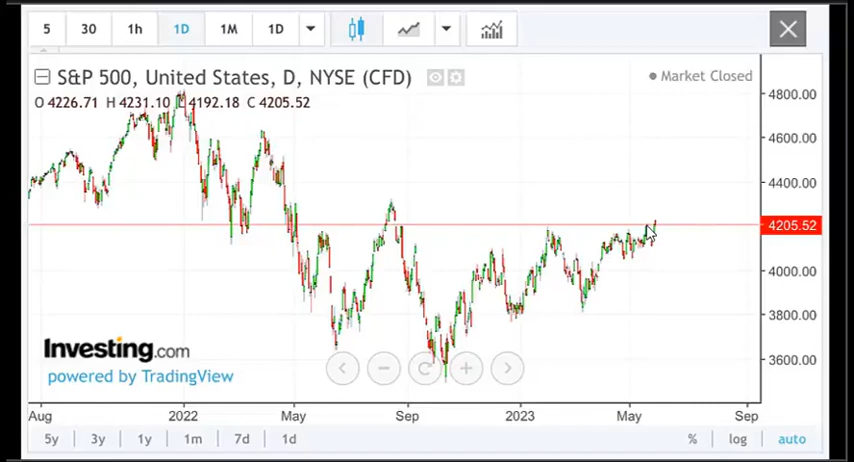 5 30 1h 1D 1M 1D
S&P 500, United States, D, NYSE (CFD)
Market Closed
O 4226.71 H 4231.10 L 4192.18 C 4205.52
4800.00
4600.00
4400.00
4205.52
4000.00
3800.00
3600.00
Investing.com
powered by TradingView
Aug 2022 May Sep 2023 May Sep
5y 3y 1y 1m 7d 1d % log auto